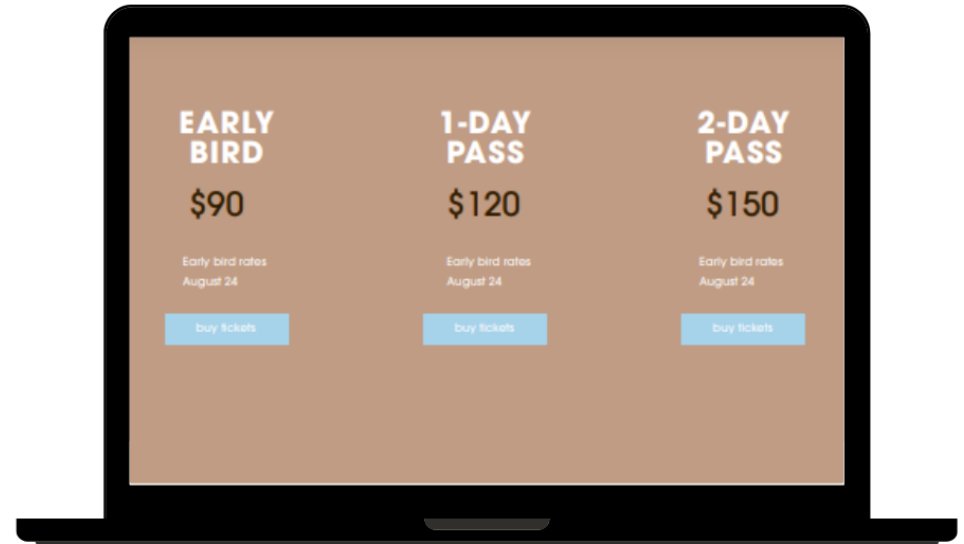 EARLY
BIRD
$90
Early bird rates
August 24
buy tickets
1-DAY
PASS
$120
Early bird rates
August 24
buy tickets
2-DAY
PASS
$150
Early bird rates
August 24
buy tickets